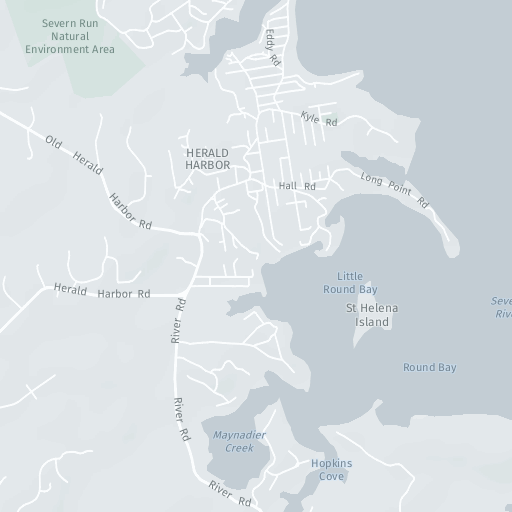 Severn Run
Natural
Environment Area
Eddy Rd
Kyle Rd
Old Herald Harbor Rd
HERALD
HARBOR
Hall Rd
Long Point Rd
Little
Round Bay
St Helena
Island
Herald Harbor Rd
River Rd
Round Bay
River Rd
Maynadier
Creek
Hopkins
Cove
River Rd